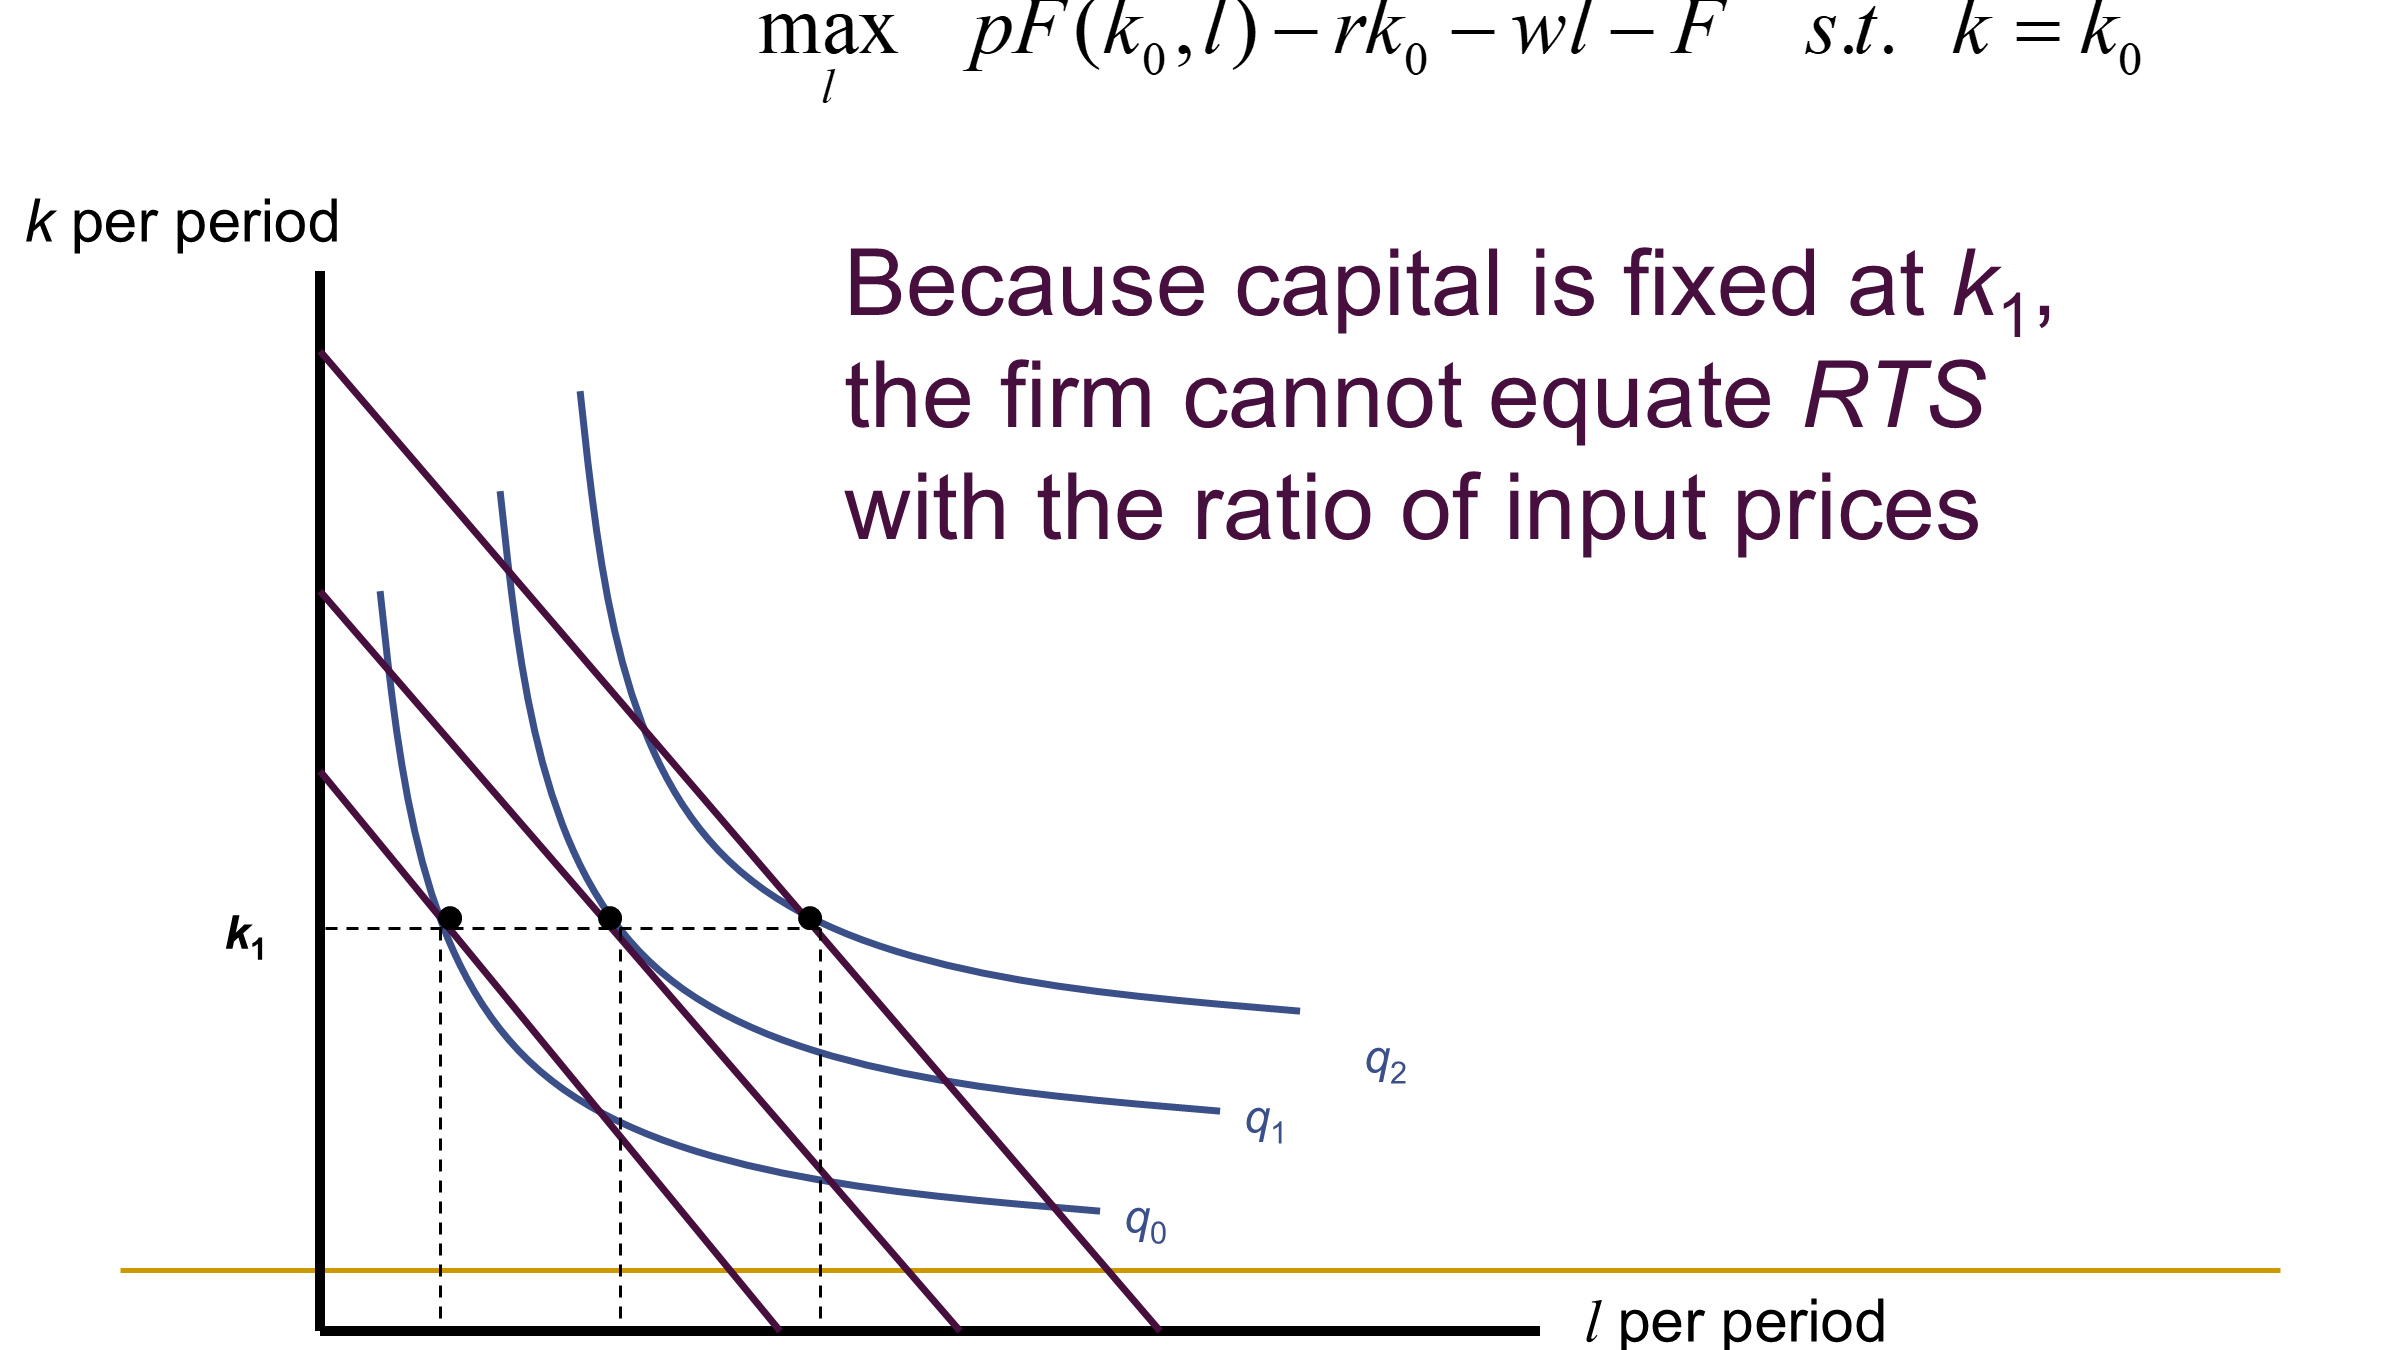 max pF(k₀,l) − rk₀ − wl − F s.t. k = k₀
l
k per period
Because capital is fixed at k₁,
the firm cannot equate RTS
with the ratio of input prices
k₁
q₂
q₁
q₀
l per period